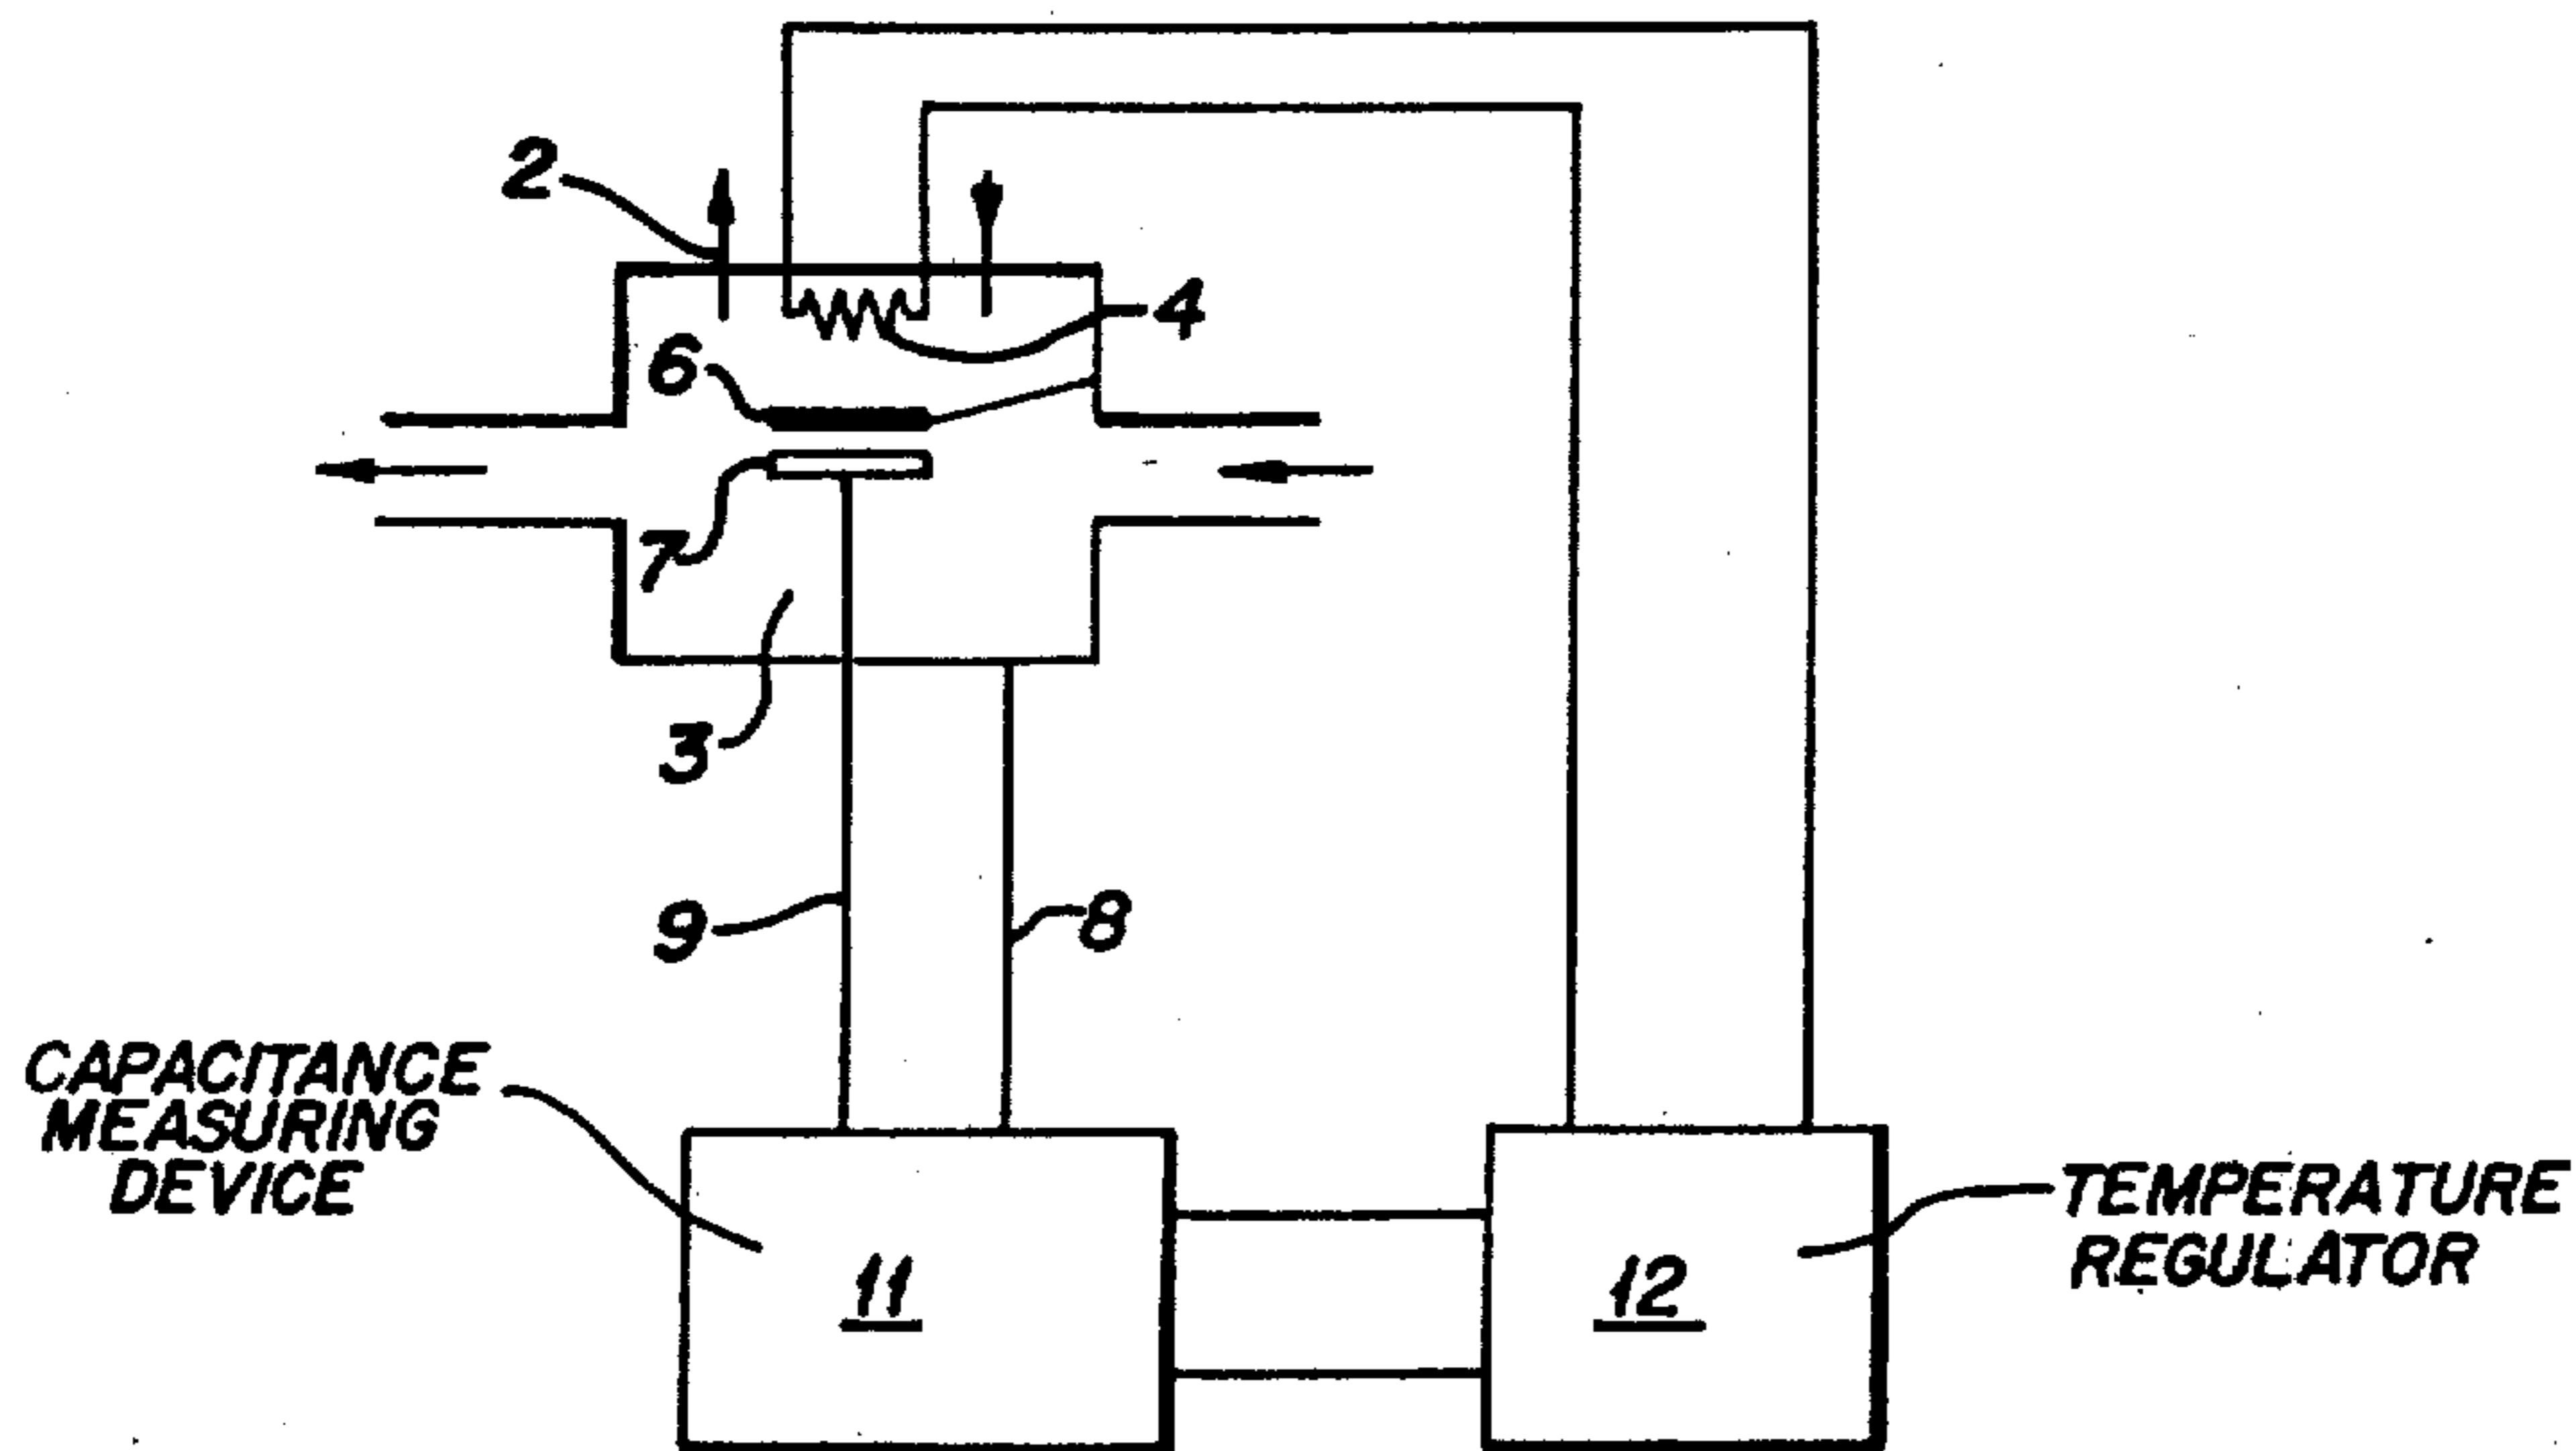 2
4
6
7
3
9
8
CAPACITANCE
MEASURING
DEVICE
11
12
TEMPERATURE
REGULATOR